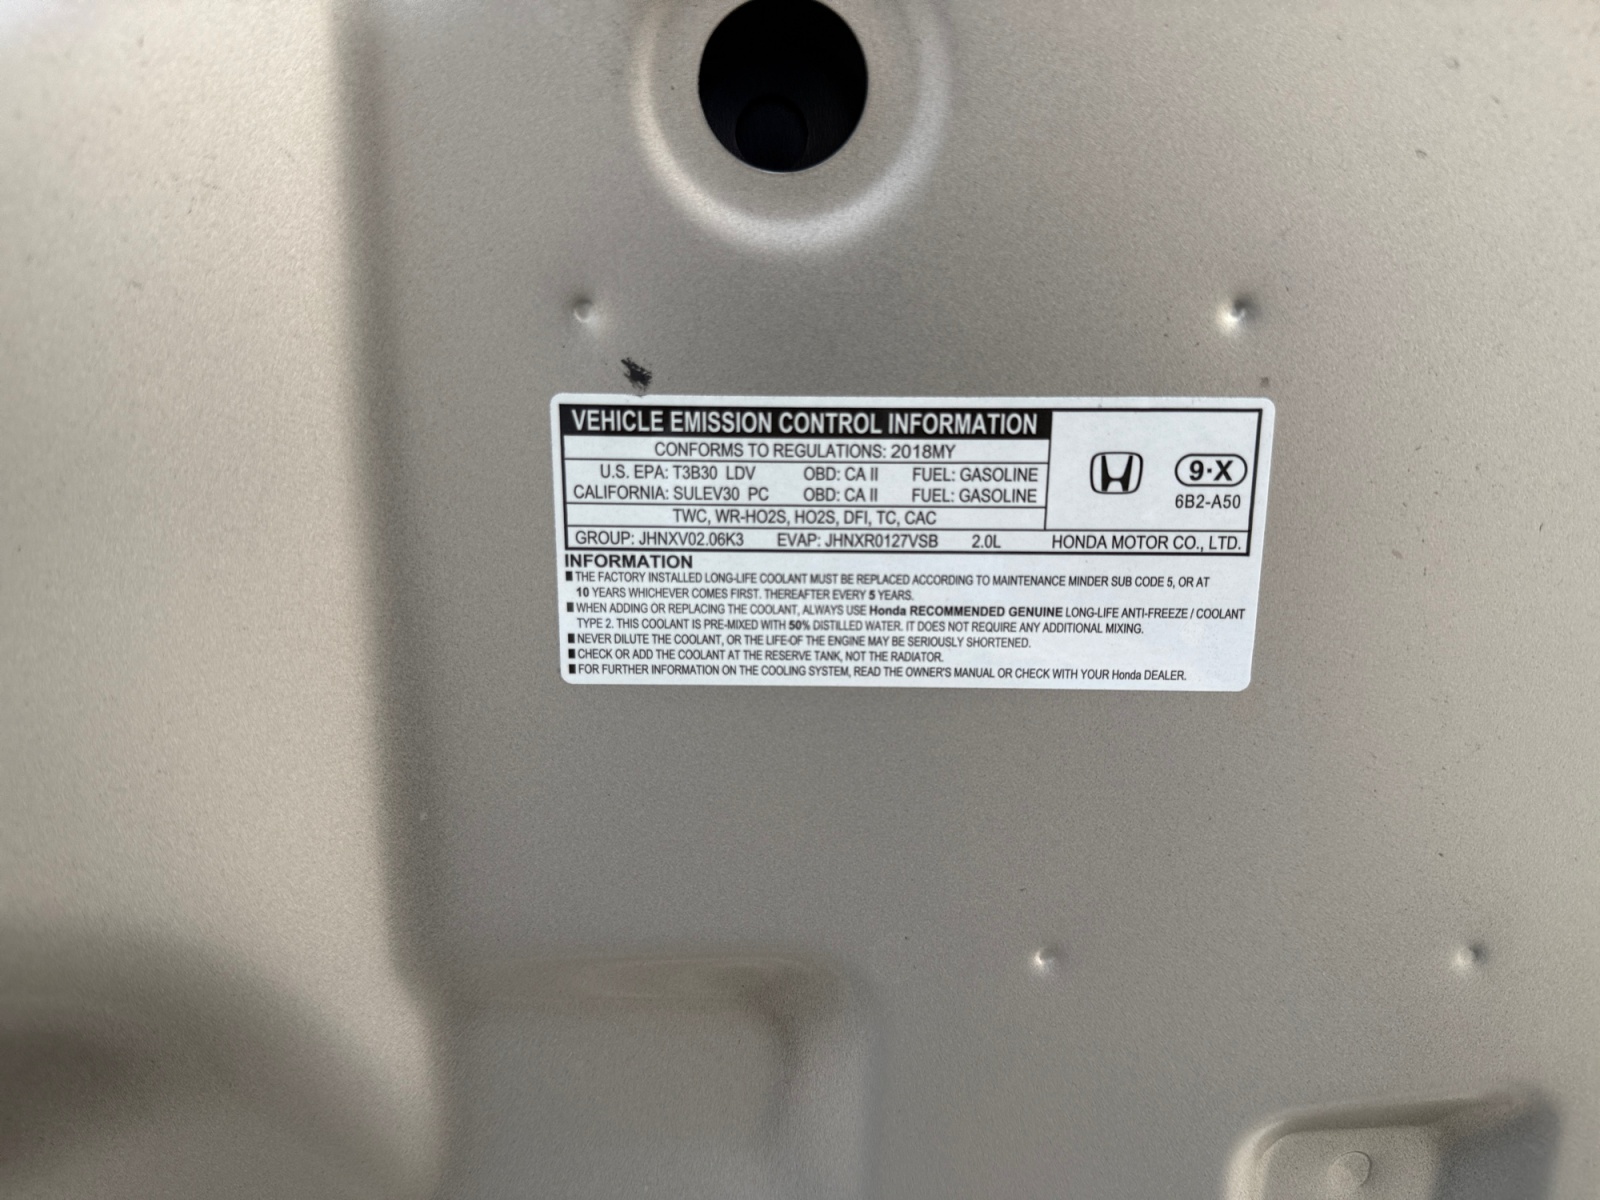 VEHICLE EMISSION CONTROL INFORMATION
CONFORMS TO REGULATIONS: 2018MY
U.S. EPA: T3B30 LDV OBD: CA II FUEL: GASOLINE
CALIFORNIA: SULEV30 PC OBD: CA II FUEL: GASOLINE
TWC, WR-HO2S, HO2S, DFI, TC, CAC
9·X
6B2-A50
GROUP: JHNXV02.06K3 EVAP: JHNXR0127VSB 2.0L HONDA MOTOR CO., LTD.
INFORMATION
■ THE FACTORY INSTALLED LONG-LIFE COOLANT MUST BE REPLACED ACCORDING TO MAINTENANCE MINDER SUB CODE 5, OR AT
10 YEARS WHICHEVER COMES FIRST. THEREAFTER EVERY 5 YEARS.
■ WHEN ADDING OR REPLACING THE COOLANT, ALWAYS USE Honda RECOMMENDED GENUINE LONG-LIFE ANTI-FREEZE / COOLANT
TYPE 2. THIS COOLANT IS PRE-MIXED WITH 50% DISTILLED WATER. IT DOES NOT REQUIRE ANY ADDITIONAL MIXING.
■ NEVER DILUTE THE COOLANT, OR THE LIFE OF THE ENGINE MAY BE SERIOUSLY SHORTENED.
■ CHECK OR ADD THE COOLANT AT THE RESERVE TANK, NOT THE RADIATOR.
■ FOR FURTHER INFORMATION ON THE COOLING SYSTEM, READ THE OWNER'S MANUAL OR CHECK WITH YOUR Honda DEALER.